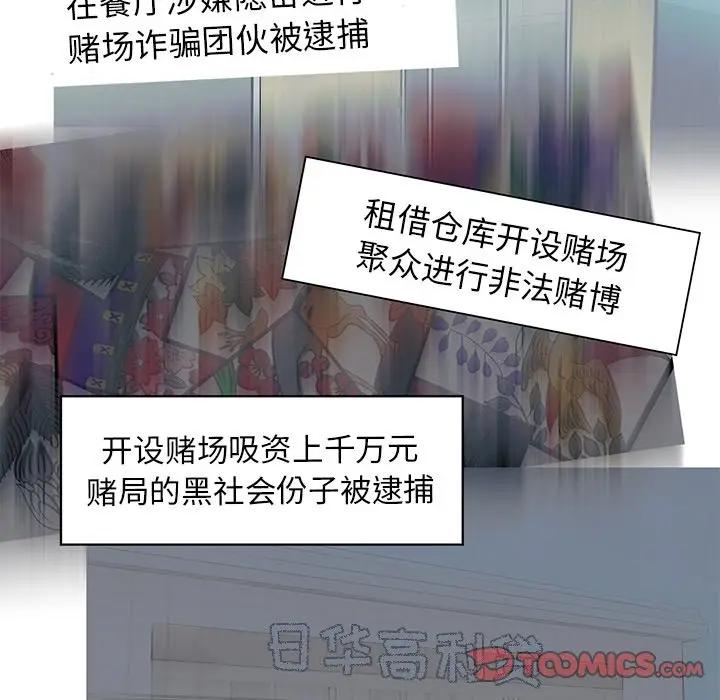 在餐厅涉嫌隐密进行
赌场诈骗团伙被逮捕
租借仓库开设赌场
聚众进行非法赌博
开设赌场吸资上千万元
赌局的黑社会份子被逮捕
日华高利贷
TOOMICS.COM